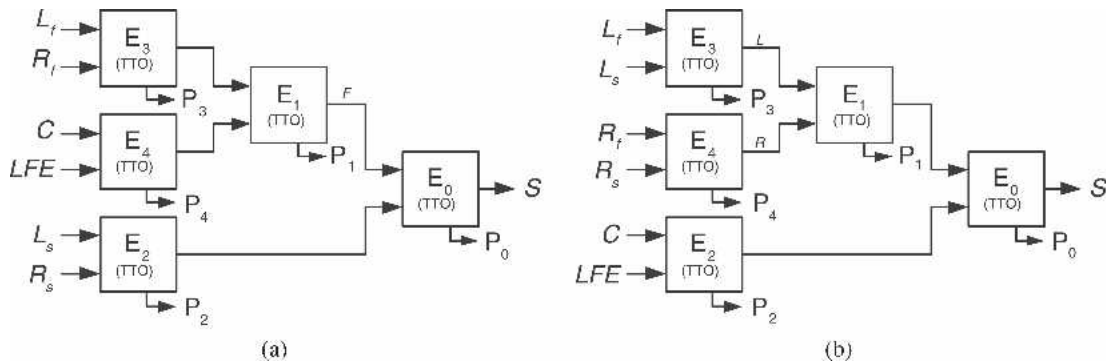 L_f
E_3
(TTO)
R_f
P_3
E_1
(TTO)
F
P_1
C
E_4
(TTO)
LFE
P_4
E_0
(TTO)
S
P_0
L_s
E_2
(TTO)
R_s
P_2
(a)
L_f
E_3
(TTO)
L
L_s
P_3
E_1
(TTO)
P_1
R_f
E_4
(TTO)
R
R_s
P_4
E_0
(TTO)
S
P_0
C
E_2
(TTO)
LFE
P_2
(b)